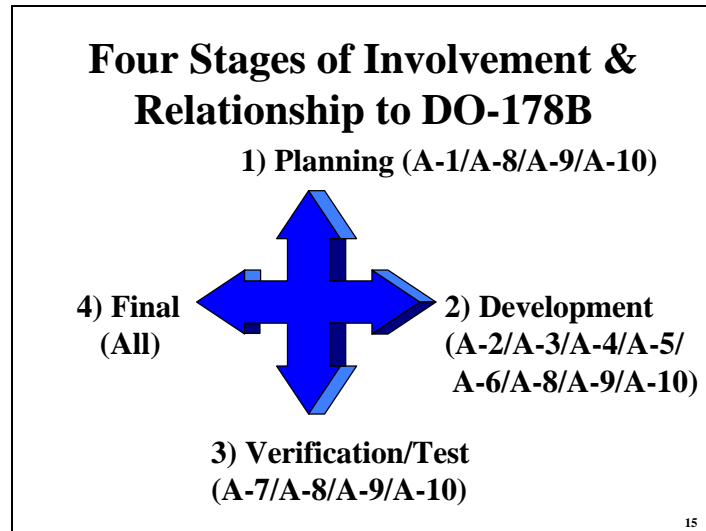 Four Stages of Involvement &
Relationship to DO-178B
1) Planning (A-1/A-8/A-9/A-10)
4) Final
(All)
2) Development
(A-2/A-3/A-4/A-5/
A-6/A-8/A-9/A-10)
3) Verification/Test
(A-7/A-8/A-9/A-10)
15